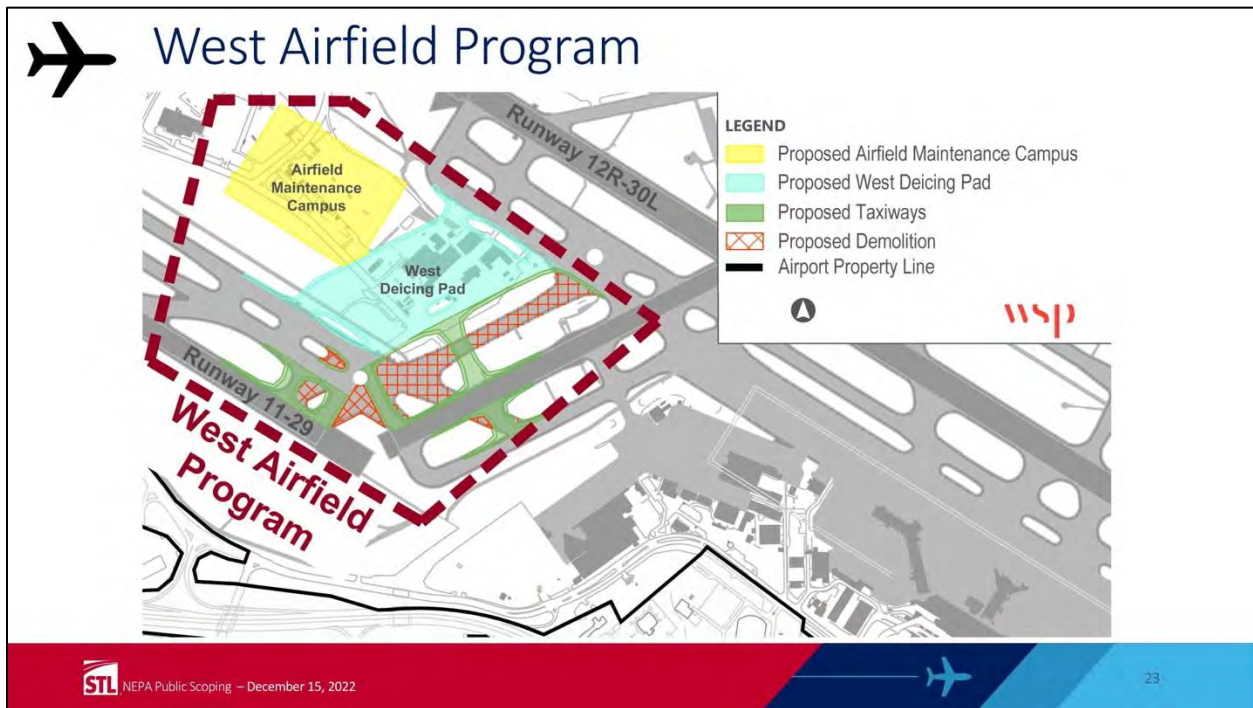 West Airfield Program
Airfield
Maintenance
Campus
West
Deicing Pad
Runway 12R-30L
Runway 11-29
West Airfield
Program
LEGEND
Proposed Airfield Maintenance Campus
Proposed West Deicing Pad
Proposed Taxiways
Proposed Demolition
Airport Property Line
wsp
STL NEPA Public Scoping – December 15, 2022
23